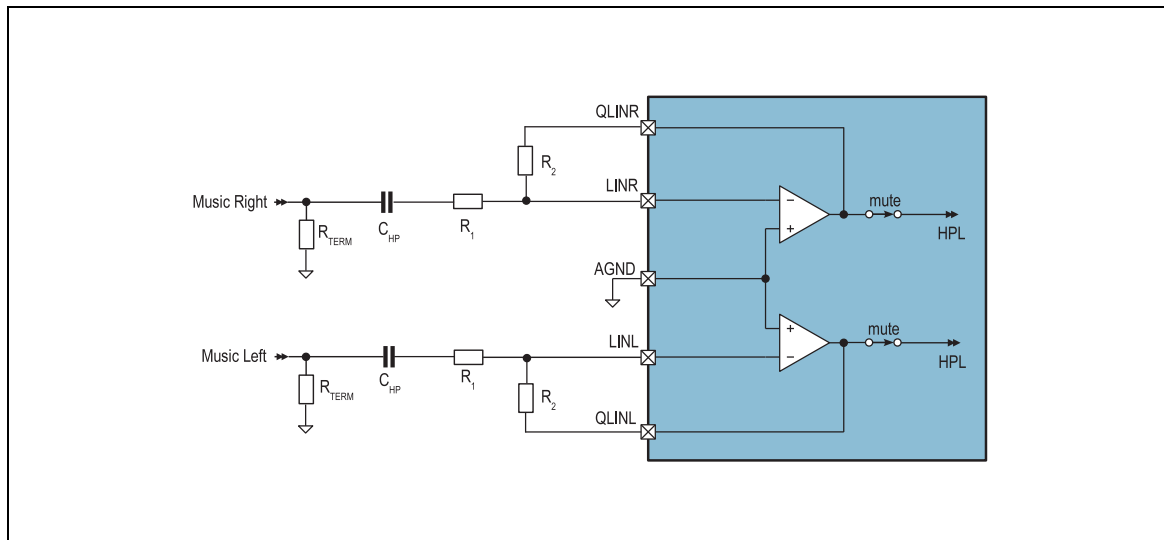 QLINR
R2
Music Right
LINR
mute
CHP
R1
RTERM
HPL
AGND
mute
LINL
Music Left
CHP
R1
HPL
RTERM
R2
QLINL